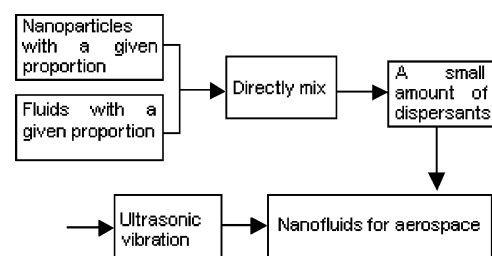 Nanoparticles
with a given
proportion
Fluids with a
given proportion
Directly mix
A small
amount of
dispersants
Ultrasonic
vibration
Nanofluids for aerospace